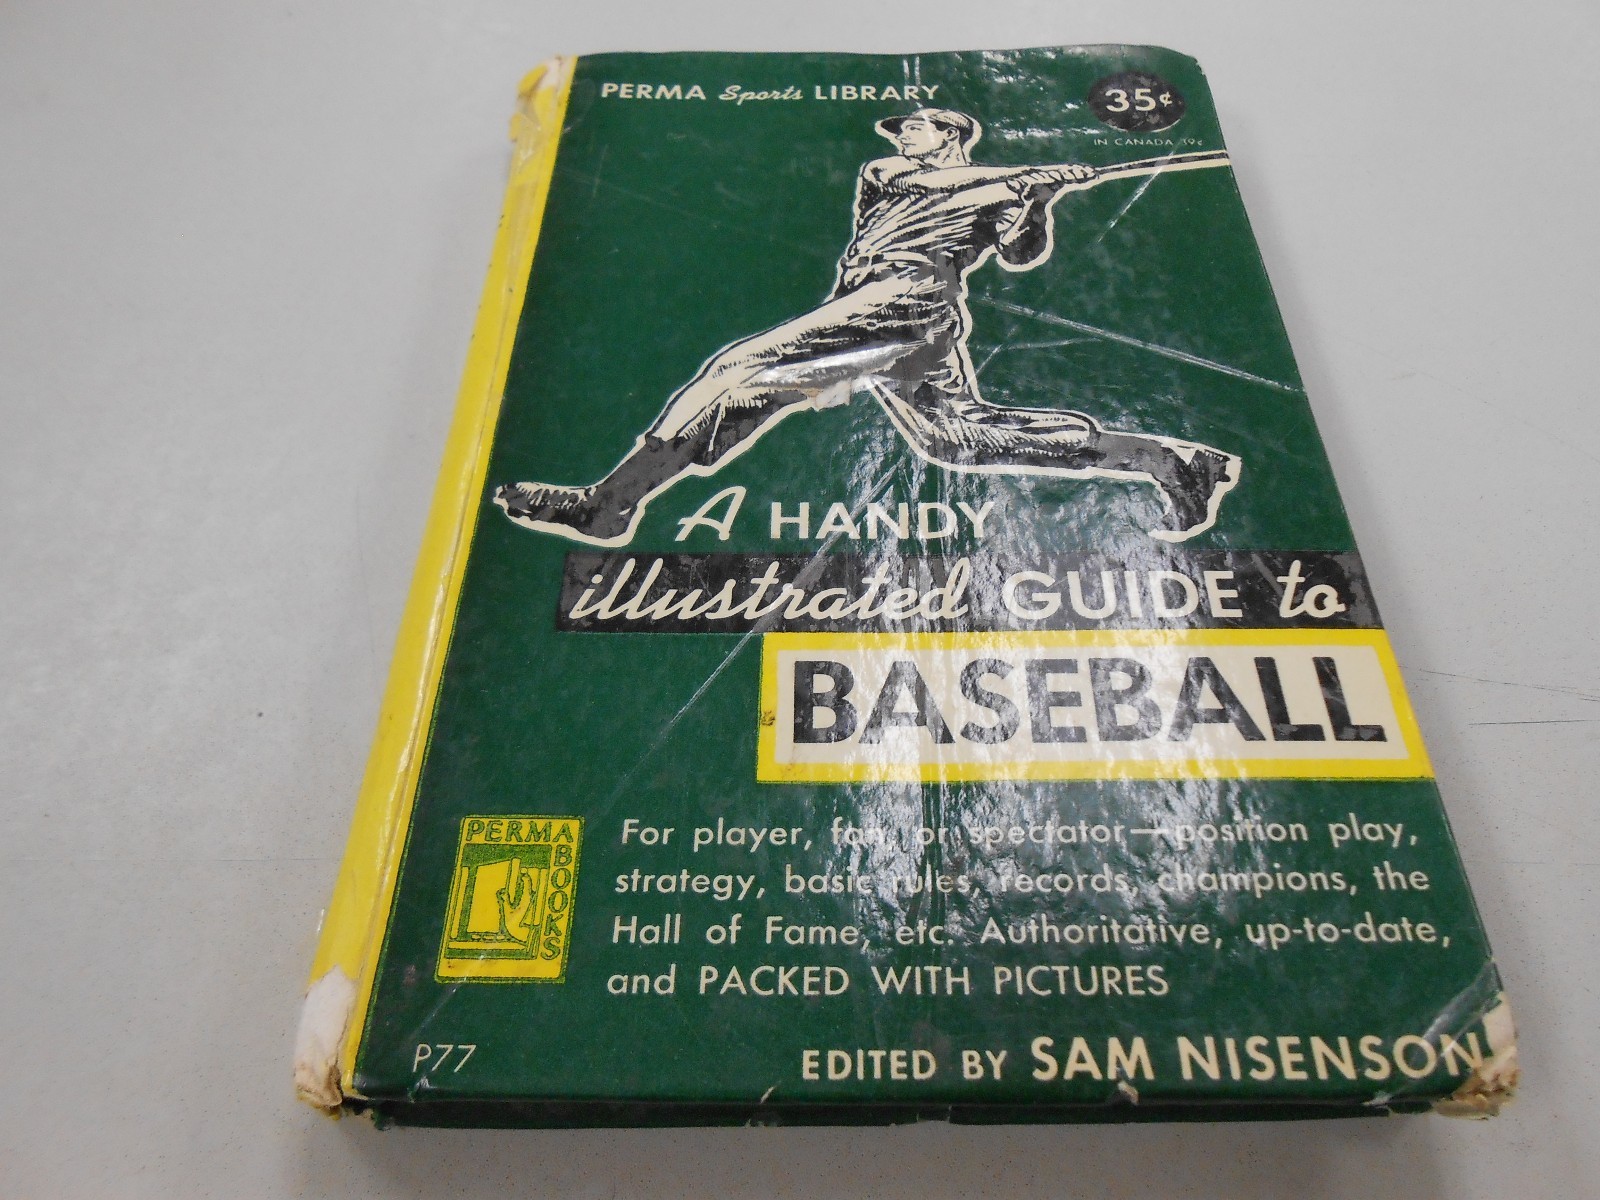 PERMA Sports LIBRARY
35¢
IN CANADA 39¢
A HANDY
illustrated GUIDE to
BASEBALL
PERMA
BOOKS
For player, fan, or spectator—position play,
strategy, basic rules, records, champions, the
Hall of Fame, etc. Authoritative, up-to-date,
and PACKED WITH PICTURES
P77
EDITED BY SAM NISENSON